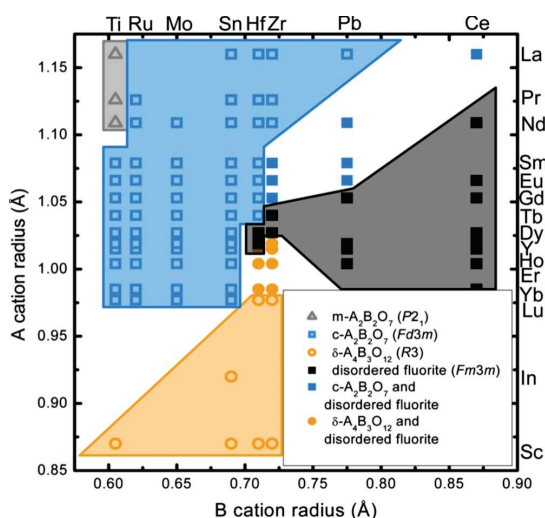 Ti Ru Mo Sn Hf Zr Pb Ce
1.15
1.10
1.05
1.00
0.95
0.90
0.85
A cation radius (Å)
La
Pr
Nd
Sm
Eu
Gd
Tb
Dy
Y
Ho
Er
Yb
Lu
In
Sc
m-A₂B₂O₇ (P2₁)
c-A₂B₂O₇ (Fd3m)
δ-A₄B₃O₁₂ (R3)
disordered fluorite (Fm3m)
c-A₂B₂O₇ and
disordered fluorite
δ-A₄B₃O₁₂ and
disordered fluorite
0.60 0.65 0.70 0.75 0.80 0.85 0.90
B cation radius (Å)